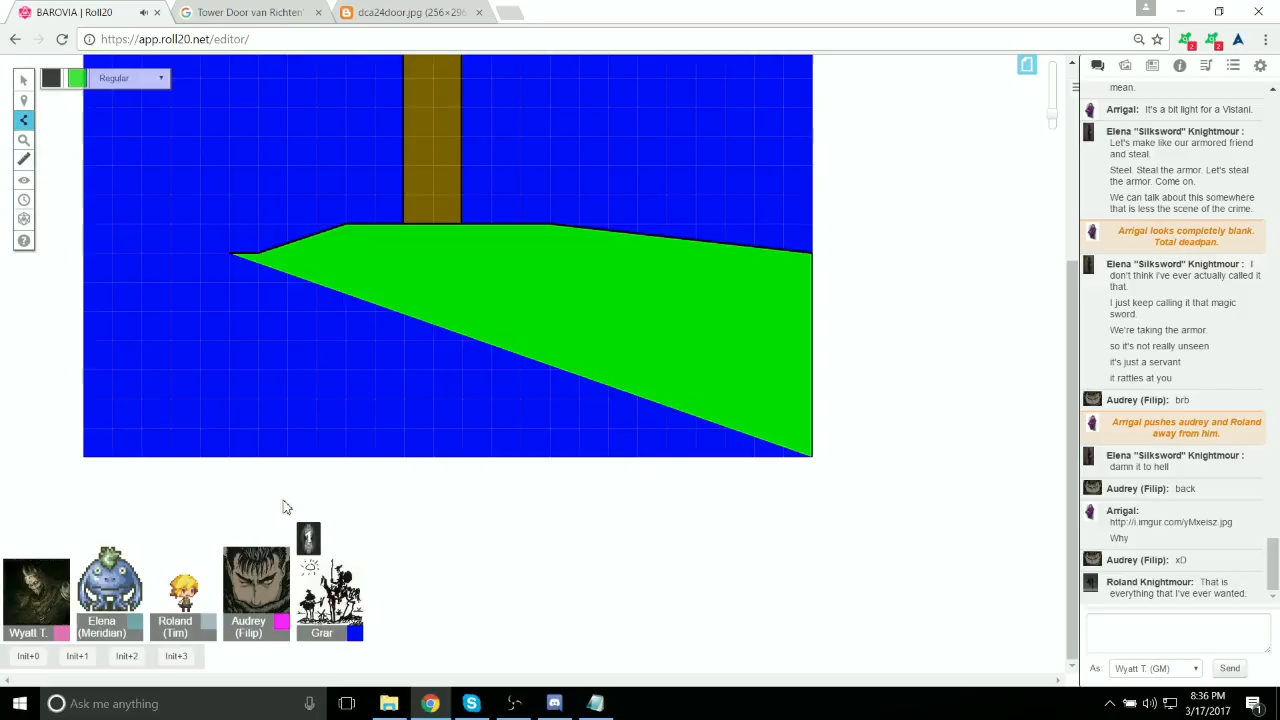 BAROVIA | Roll20
Tower Door van Richten'
dca24door.jpg (256×296
https://app.roll20.net/editor/
Regular
mean.
Arrigal: It's a bit light for a Vistani.
Elena "Silksword" Knightmour :
Let's make like our armored friend
and steal.
Steel. Steal the armor. Let's steal
the armor. Come on.
We can talk about this somewhere
that is less the scene of the crime.
Arrigal looks completely blank.
Total deadpan.
Elena "Silksword" Knightmour : I
don't think i've ever actually called it
that.
I just keep calling it that magic
sword.
We're taking the armor.
so it's not really unseen
it's just a servant
it rattles at you
Audrey (Filip): brb
Arrigal pushes audrey and Roland
away from him.
Elena "Silksword" Knightmour :
damn it to hell
Audrey (Filip): back
Arrigal:
http://i.imgur.com/yMxeisz.jpg
Why
Audrey (Filip): xD
Roland Knightmour: That is
everything that I've ever wanted.
1
Wyatt T.
Elena
(Meridian)
Roland
(Tim)
Audrey
(Filip)
Grar
Init+0
Init+1
Init+2
Init+3
As
Wyatt T. (GM)
Send
Ask me anything
8:36 PM
3/17/2017
2
2
1